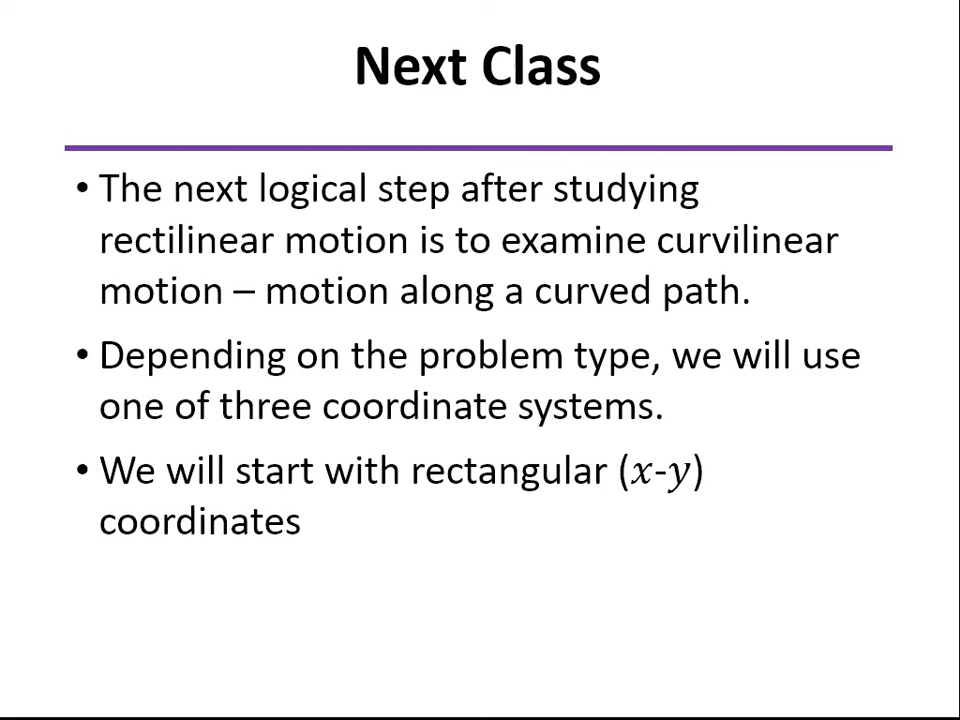 Next Class
• The next logical step after studying
rectilinear motion is to examine curvilinear
motion – motion along a curved path.
• Depending on the problem type, we will use
one of three coordinate systems.
• We will start with rectangular (x-y)
coordinates